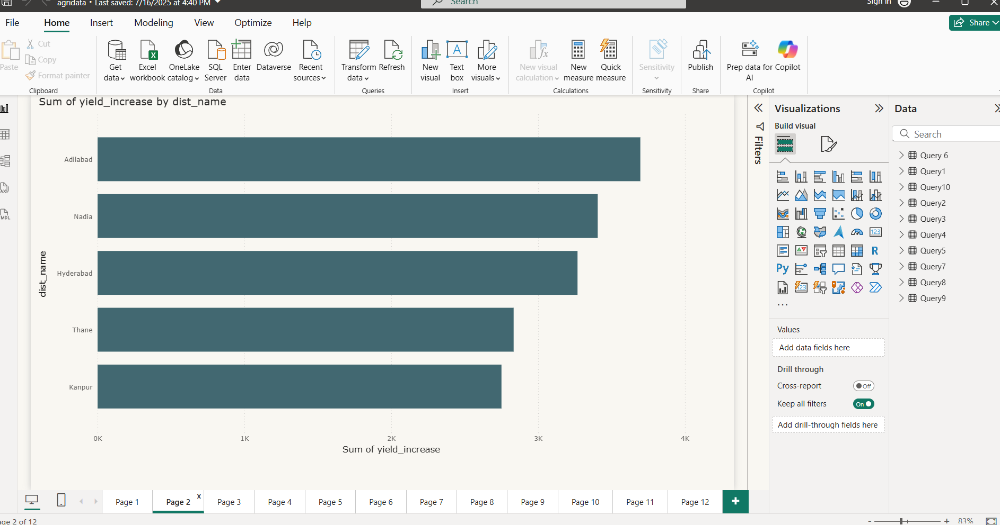 agridata • Last saved: 7/16/2025 at 4:40 PM
Search
Sign in
File Home Insert Modeling View Optimize Help
Share
Paste
Cut
Copy
Format painter
Clipboard
Get data
Excel workbook
OneLake catalog
SQL Server
Enter data
Dataverse
Recent sources
Data
Transform data
Refresh
Queries
New visual
Text box
More visuals
Insert
New visual calculation
New measure
Quick measure
Calculations
Sensitivity
Sensitivity
Publish
Share
Prep data for AI
Copilot
Copilot
Sum of yield_increase by dist_name
dist_name
Adilabad
Nadia
Hyderabad
Thane
Kanpur
0K 1K 2K 3K 4K
Sum of yield_increase
Filters
Visualizations
Build visual
123
R
Py
123
Values
Add data fields here
Drill through
Cross-report Off
Keep all filters On
Add drill-through fields here
Data
Search
Query 6
Query1
Query10
Query2
Query3
Query4
Query5
Query7
Query8
Query9
Page 1 Page 2 x Page 3 Page 4 Page 5 Page 6 Page 7 Page 8 Page 9 Page 10 Page 11 Page 12 +
age 2 of 12
- + 83%